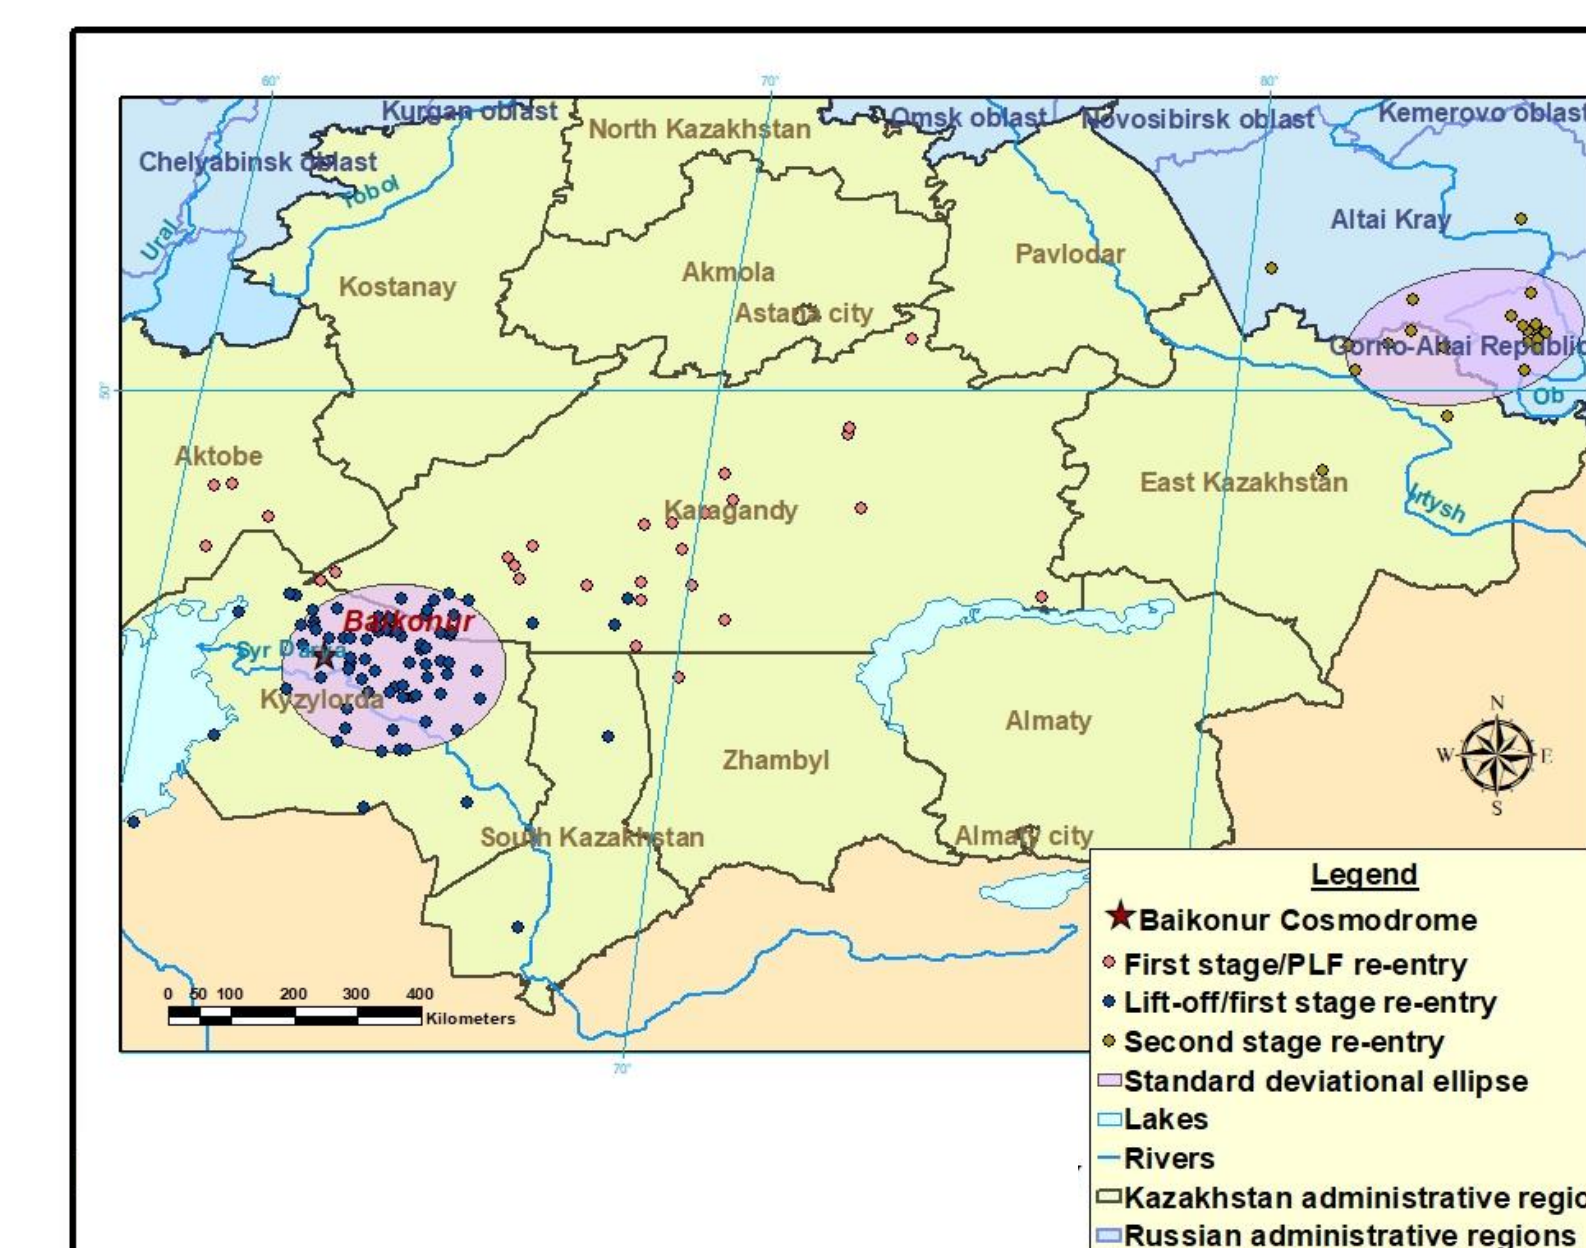 60°
70°
80°
Kurgan oblast
Omsk oblast
Novosibirsk oblast
Kemerovo oblast
North Kazakhstan
Chelyabinsk oblast
Tobol
Altai Kray
Ural
Pavlodar
Akmola
Kostanay
Astana city
Gorno-Altai Republic
50°
Ob
Aktobe
East Kazakhstan
Irtysh
Karagandy
Baikonur
Syr Darya
Kyzylorda
Almaty
N
W
E
S
Zhambyl
South Kazakhstan
Almaty city
Legend
Baikonur Cosmodrome
First stage/PLF re-entry
Lift-off/first stage re-entry
Second stage re-entry
Standard deviational ellipse
Lakes
Rivers
Kazakhstan administrative regio
Russian administrative regions
0 50 100 200 300 400
Kilometers
70°